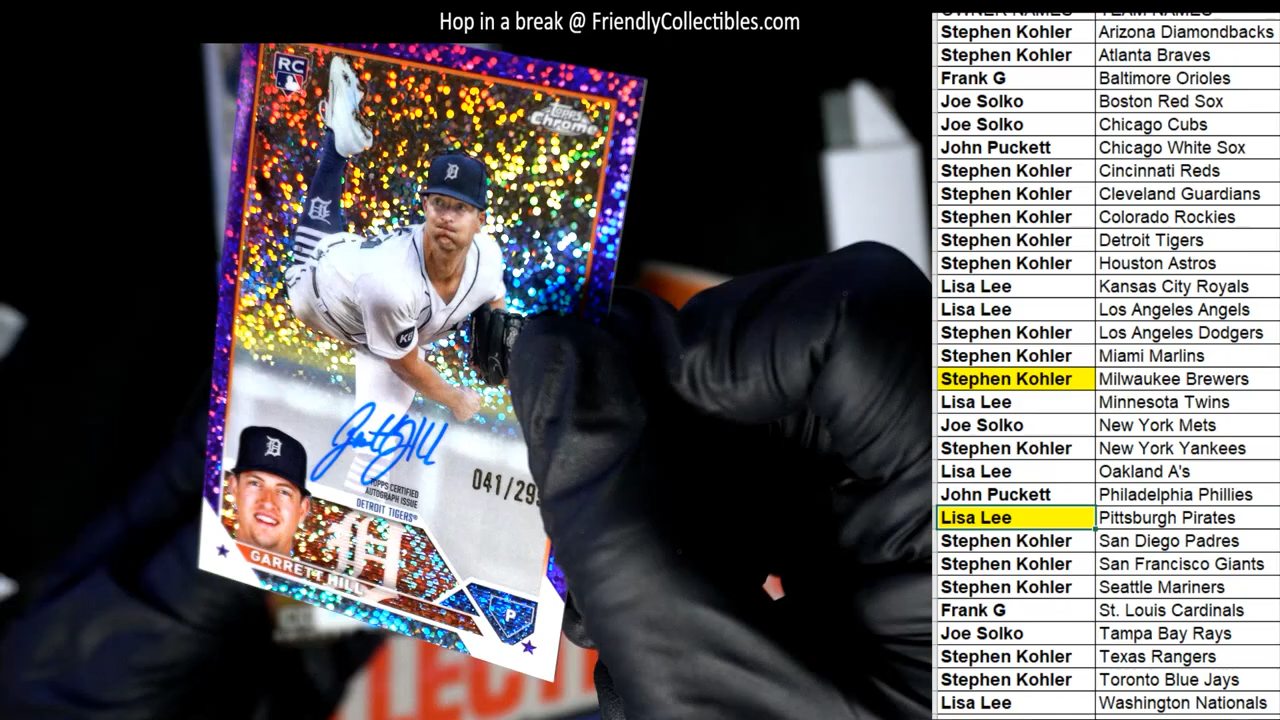 Hop in a break @ FriendlyCollectibles.com
OWNER NAMES TEAM NAMES
Stephen Kohler Arizona Diamondbacks
Stephen Kohler Atlanta Braves
Frank G Baltimore Orioles
Joe Solko Boston Red Sox
Joe Solko Chicago Cubs
John Puckett Chicago White Sox
Stephen Kohler Cincinnati Reds
Stephen Kohler Cleveland Guardians
Stephen Kohler Colorado Rockies
Stephen Kohler Detroit Tigers
Stephen Kohler Houston Astros
Lisa Lee Kansas City Royals
Lisa Lee Los Angeles Angels
Stephen Kohler Los Angeles Dodgers
Stephen Kohler Miami Marlins
Stephen Kohler Milwaukee Brewers
Lisa Lee Minnesota Twins
Joe Solko New York Mets
Stephen Kohler New York Yankees
Lisa Lee Oakland A's
John Puckett Philadelphia Phillies
Lisa Lee Pittsburgh Pirates
Stephen Kohler San Diego Padres
Stephen Kohler San Francisco Giants
Stephen Kohler Seattle Mariners
Frank G St. Louis Cardinals
Joe Solko Tampa Bay Rays
Stephen Kohler Texas Rangers
Stephen Kohler Toronto Blue Jays
Lisa Lee Washington Nationals
RC
Topps
Chrome
D
D
D
041/29
TOPPS CERTIFIED
AUTOGRAPH ISSUE
DETROIT TIGERS®
GARRETT HILL
P